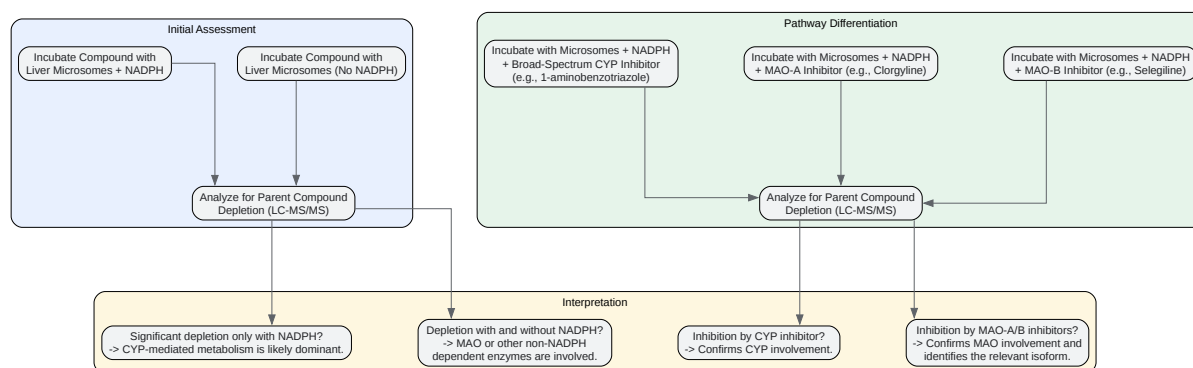 Initial Assessment
Incubate Compound with
Liver Microsomes + NADPH
Incubate Compound with
Liver Microsomes (No NADPH)
Analyze for Parent Compound
Depletion (LC-MS/MS)
Pathway Differentiation
Incubate with Microsomes + NADPH
+ Broad-Spectrum CYP Inhibitor
(e.g., 1-aminobenzotriazole)
Incubate with Microsomes + NADPH
+ MAO-A Inhibitor (e.g., Clorgyline)
Incubate with Microsomes + NADPH
+ MAO-B Inhibitor (e.g., Selegiline)
Analyze for Parent Compound
Depletion (LC-MS/MS)
Interpretation
Significant depletion only with NADPH?
-> CYP-mediated metabolism is likely dominant.
Depletion with and without NADPH?
-> MAO or other non-NADPH
dependent enzymes are involved.
Inhibition by CYP inhibitor?
-> Confirms CYP involvement.
Inhibition by MAO-A/B inhibitors?
-> Confirms MAO involvement and
identifies the relevant isoform.